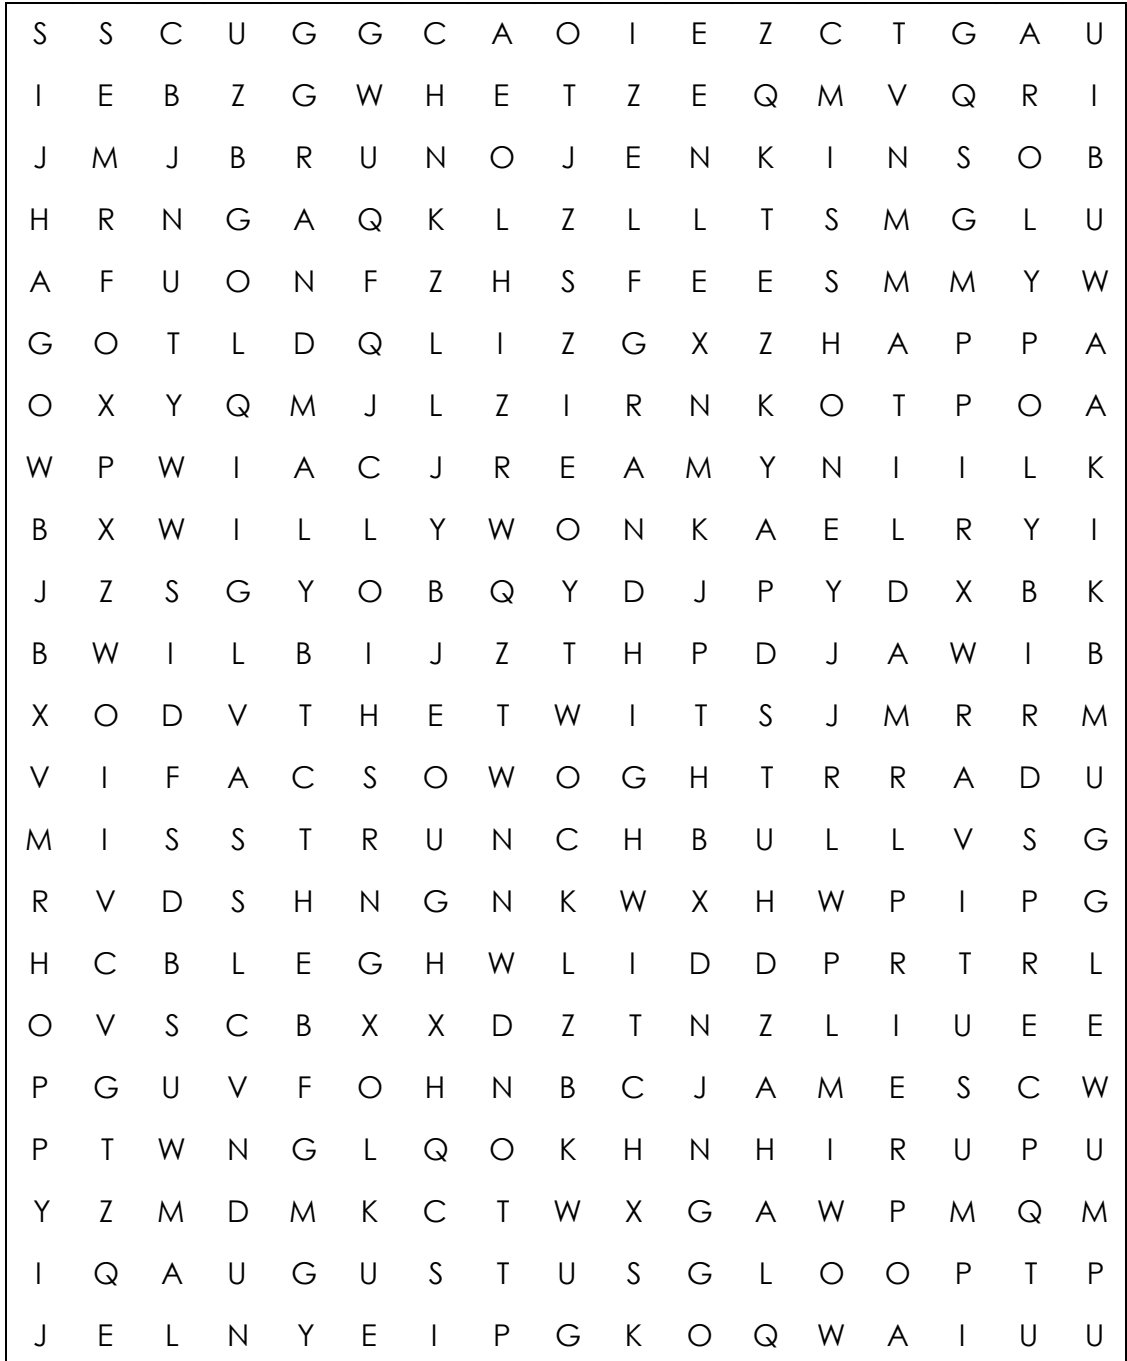 S S C U G G C A O I E Z C T G A U
I E B Z G W H E T Z E Q M V Q R I
J M J B R U N O J E N K I N S O B
H R N G A Q K L Z L L T S M G L U
A F U O N F Z H S F E E S M M Y W
G O T L D Q L I Z G X Z H A P P A
O X Y Q M J L Z I R N K O T P O A
W P W I A C J R E A M Y N I I L K
B X W I L L Y W O N K A E L R Y I
J Z S G Y O B Q Y D J P Y D X B K
B W I L B I J Z T H P D J A W I B
X O D V T H E T W I T S J M R R M
V I F A C S O W O G H T R R A D U
M I S S T R U N C H B U L L V S G
R V D S H N G N K W X H W P I P G
H C B L E G H W L I D D P R T R L
O V S C B X X D Z T N Z L I U E E
P G U V F O H N B C J A M E S C W
P T W N G L Q O K H N H I R U P U
Y Z M D M K C T W X G A W P M Q M
I Q A U G U S T U S G L O O P T P
J E L N Y E I P G K O Q W A I U U